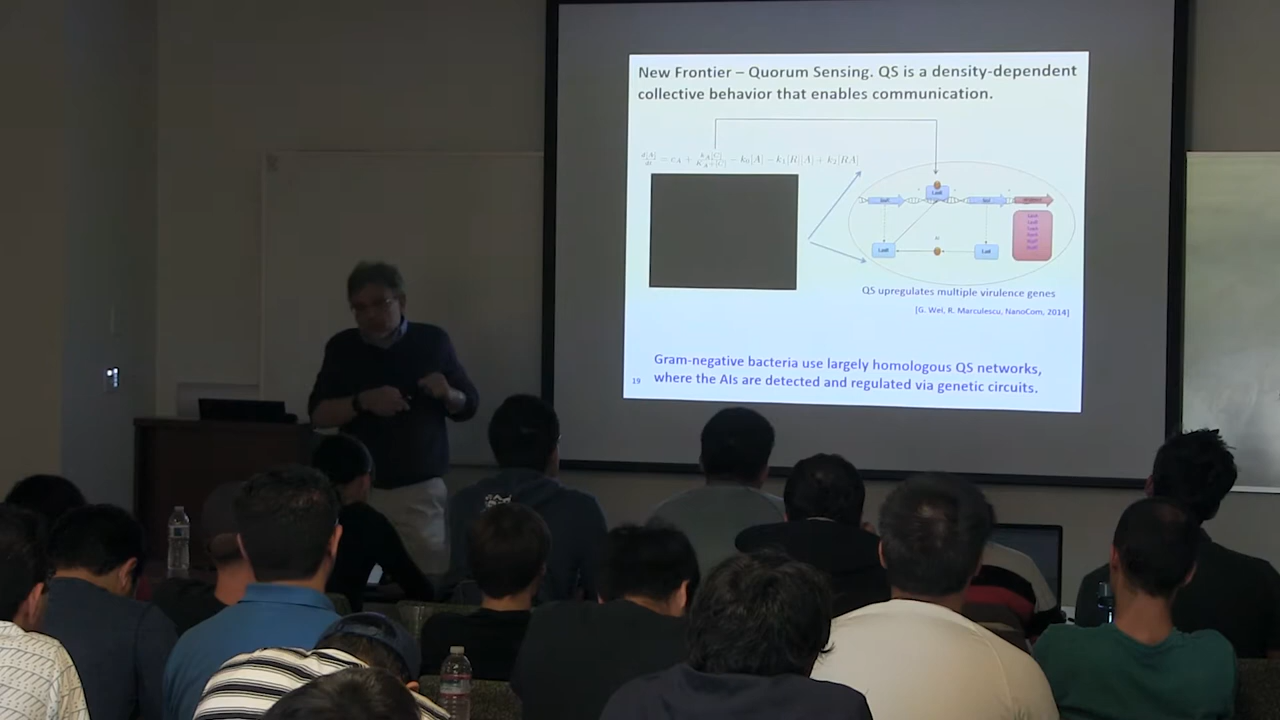 New Frontier – Quorum Sensing. QS is a density-dependent
collective behavior that enables communication.
QS upregulates multiple virulence genes
[G. Wei, R. Marculescu, NanoCom, 2014]
Gram-negative bacteria use largely homologous QS networks,
19 where the AIs are detected and regulated via genetic circuits.